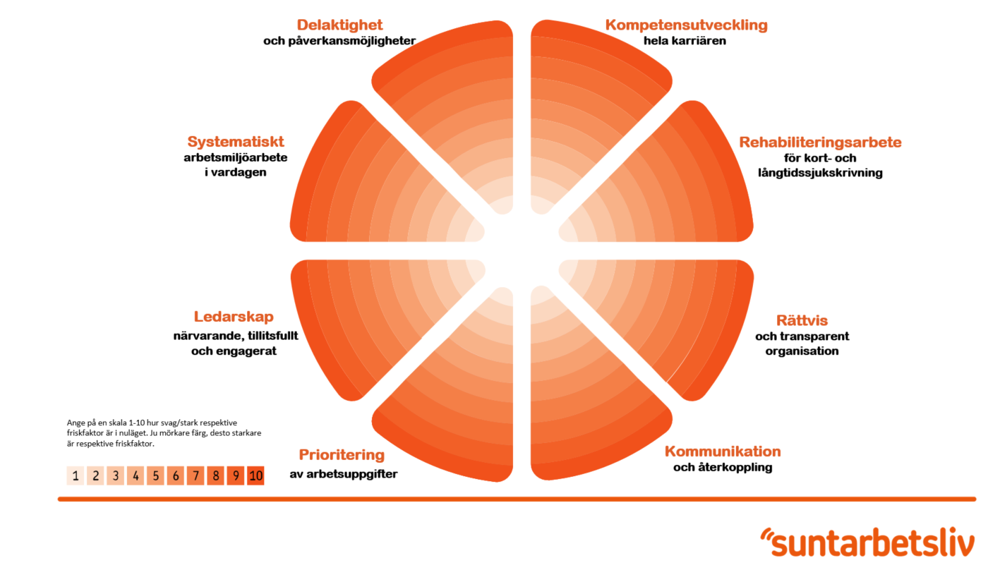 Delaktighet
och påverkansmöjligheter
Kompetensutveckling
hela karriären
Systematiskt
arbetsmiljöarbete
i vardagen
Rehabiliteringsarbete
för kort- och
långtidssjukskrivning
Ledarskap
närvarande, tillitsfullt
och engagerat
Rättvis
och transparent
organisation
Ange på en skala 1-10 hur svag/stark respektive
friskfaktor är i nuläget. Ju mörkare färg, desto starkare
är respektive friskfaktor.
Prioritering
av arbetsuppgifter
Kommunikation
och återkoppling
1 2 3 4 5 6 7 8 9 10
suntarbetsliv